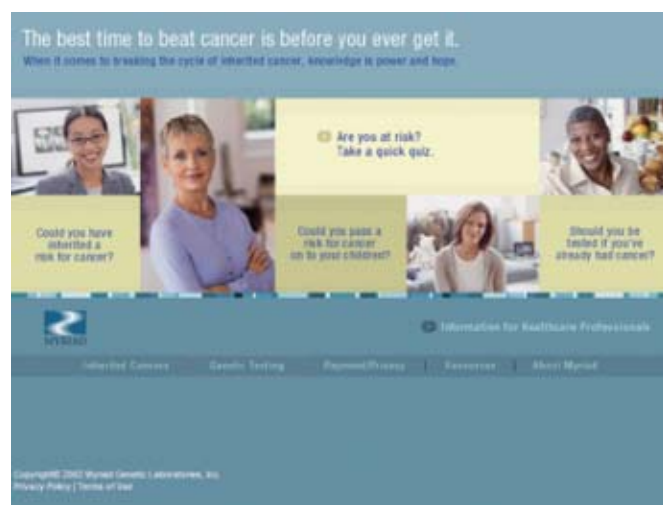 The best time to beat cancer is before you ever get it.
When it comes to breaking the cycle of inherited cancer, knowledge is power and hope.
Are you at risk?
Take a quick quiz.
Could you have
inherited a
risk for cancer?
Could you pass a
risk for cancer
on to your children?
Should you be
tested if you've
already had cancer?
MYRIAD
Information for Healthcare Professionals
Inherited Cancers
Genetic Testing
Payment/Privacy
Resources
About Myriad
Copyright© 2002 Myriad Genetic Laboratories, Inc.
Privacy Policy | Terms of Use